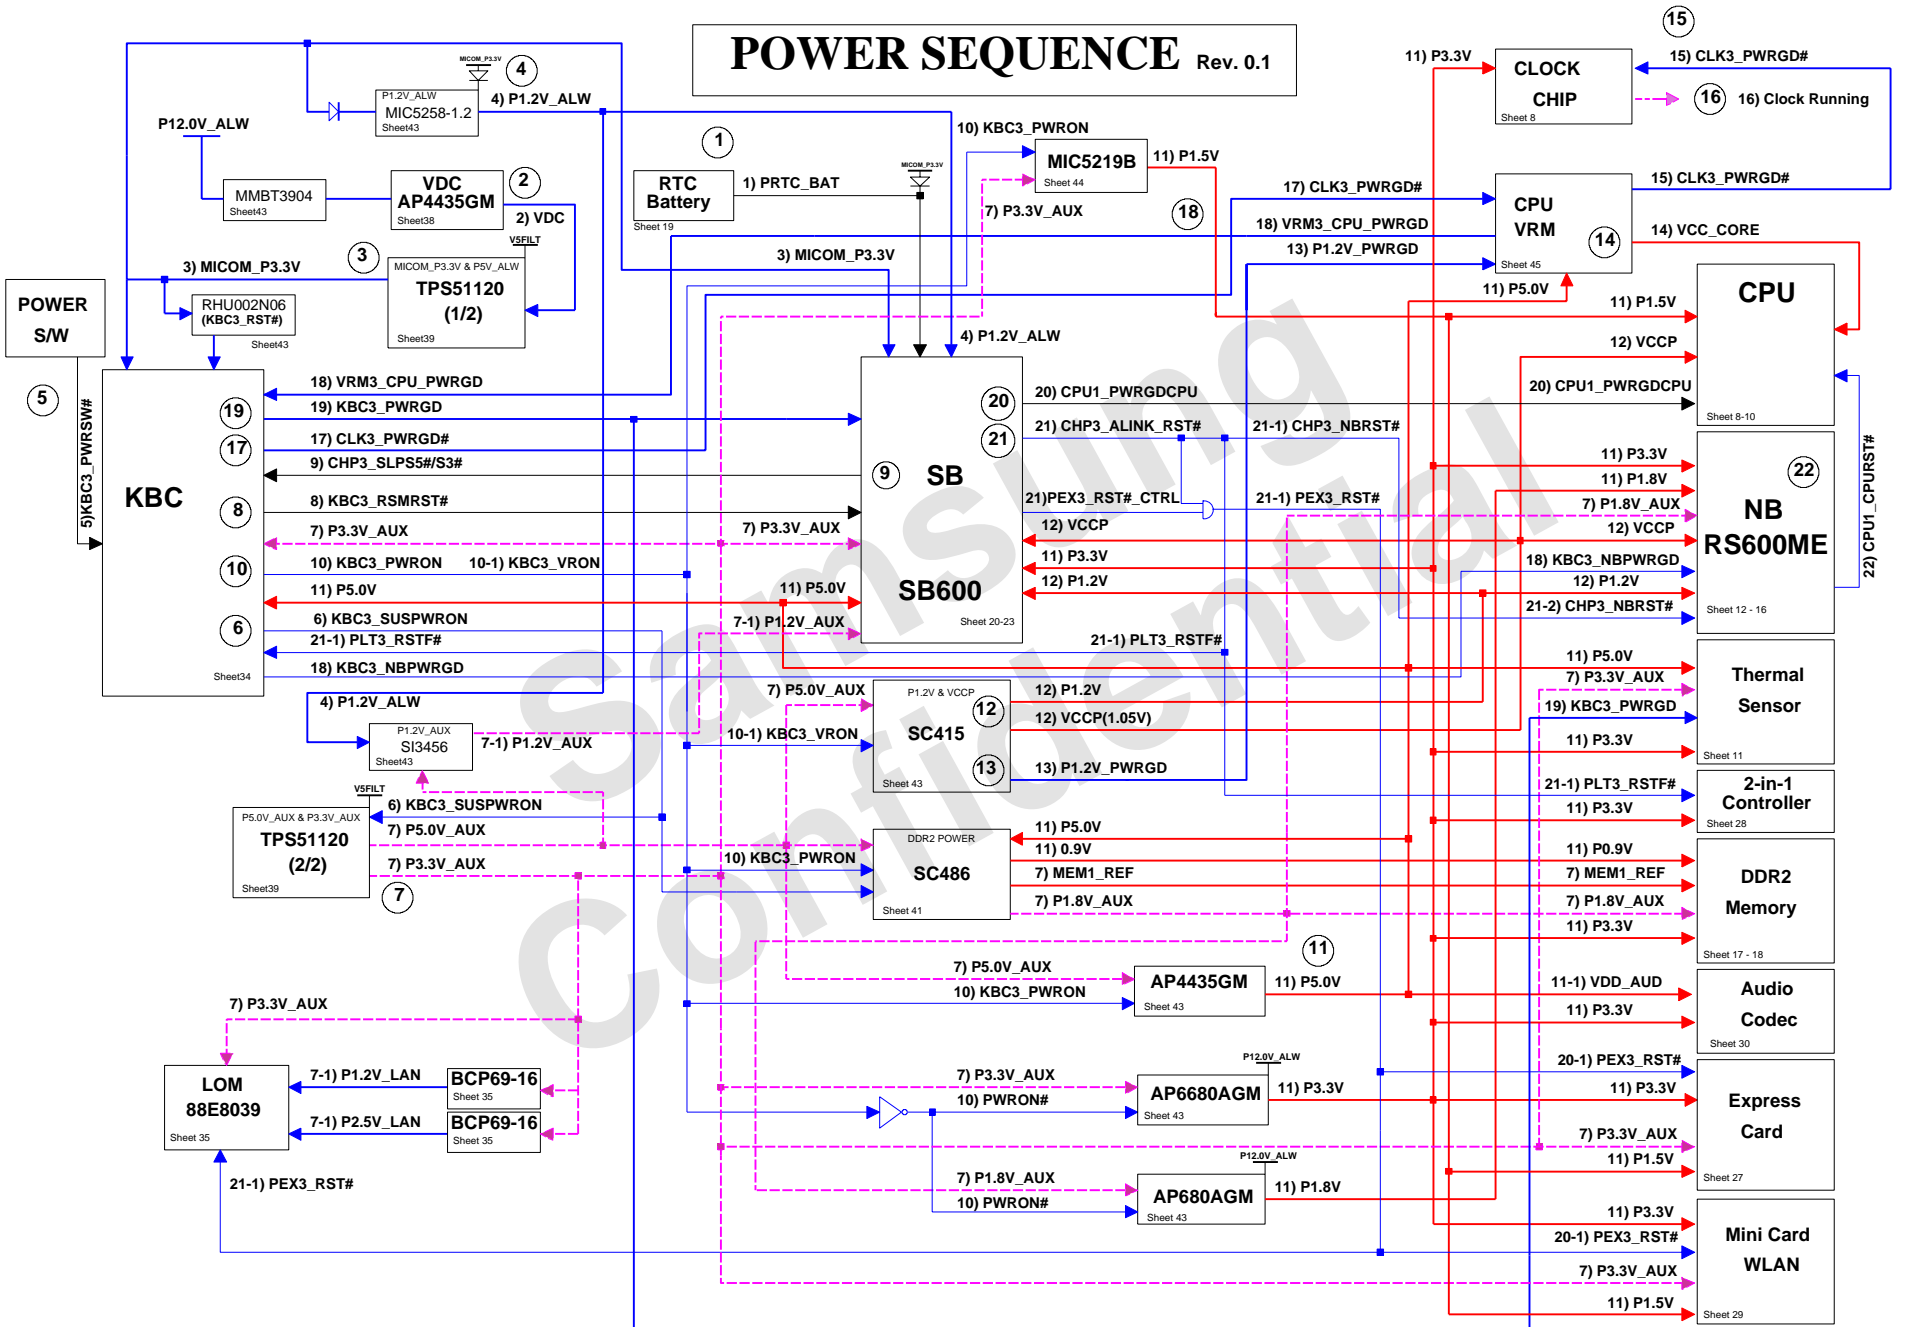 POWER SEQUENCE Rev. 0.1
Samsung
Confidential
MICOM_P3.3V
4
P1.2V_ALW
MIC5258-1.2
Sheet43
4) P1.2V_ALW
P12.0V_ALW
MMBT3904
Sheet43
VDC
AP4435GM
Sheet38
2
2) VDC
V5FILT
3
3) MICOM_P3.3V
MICOM_P3.3V & P5V_ALW
TPS51120
(1/2)
Sheet39
RHU002N06
(KBC3_RST#)
Sheet43
POWER
S/W
5
5)KBC3_PWRSW#
1
RTC
Battery
Sheet 19
1) PRTC_BAT
MICOM_P3.3V
3) MICOM_P3.3V
4) P1.2V_ALW
10) KBC3_PWRON
MIC5219B
Sheet 44
11) P1.5V
7) P3.3V_AUX
18
17) CLK3_PWRGD#
18) VRM3_CPU_PWRGD
13) P1.2V_PWRGD
11) P5.0V
15
11) P3.3V
CLOCK
CHIP
Sheet 8
15) CLK3_PWRGD#
16
16) Clock Running
CPU
VRM
14
Sheet 45
15) CLK3_PWRGD#
14) VCC_CORE
KBC
19
17
8
10
6
Sheet34
18) VRM3_CPU_PWRGD
19) KBC3_PWRGD
17) CLK3_PWRGD#
9) CHP3_SLPS5#/S3#
8) KBC3_RSMRST#
7) P3.3V_AUX
7) P3.3V_AUX
10) KBC3_PWRON
10-1) KBC3_VRON
11) P5.0V
11) P5.0V
6) KBC3_SUSPWRON
7-1) P1.2V_AUX
21-1) PLT3_RSTF#
18) KBC3_NBPWRGD
SB
SB600
20
21
9
Sheet 20-23
20) CPU1_PWRGDCPU
21) CHP3_ALINK_RST#
21-1) CHP3_NBRST#
21)PEX3_RST#_CTRL
21-1) PEX3_RST#
12) VCCP
11) P3.3V
12) P1.2V
21-1) PLT3_RSTF#
11) P1.5V
12) VCCP
20) CPU1_PWRGDCPU
CPU
Sheet 8-10
22) CPU1_CPURST#
11) P3.3V
11) P1.8V
7) P1.8V_AUX
12) VCCP
18) KBC3_NBPWRGD
12) P1.2V
21-2) CHP3_NBRST#
22
NB
RS600ME
Sheet 12 - 16
11) P5.0V
7) P3.3V_AUX
19) KBC3_PWRGD
11) P3.3V
Thermal
Sensor
Sheet 11
21-1) PLT3_RSTF#
11) P3.3V
2-in-1
Controller
Sheet 28
11) P0.9V
7) MEM1_REF
7) P1.8V_AUX
11) P3.3V
DDR2
Memory
Sheet 17 - 18
11-1) VDD_AUD
11) P3.3V
Audio
Codec
Sheet 30
20-1) PEX3_RST#
11) P3.3V
7) P3.3V_AUX
11) P1.5V
Express
Card
Sheet 27
11) P3.3V
20-1) PEX3_RST#
7) P3.3V_AUX
11) P1.5V
Mini Card
WLAN
Sheet 29
4) P1.2V_ALW
P1.2V_AUX
SI3456
Sheet43
7-1) P1.2V_AUX
7) P5.0V_AUX
10-1) KBC3_VRON
P1.2V & VCCP
SC415
12
13
Sheet 43
12) P1.2V
12) VCCP(1.05V)
13) P1.2V_PWRGD
V5FILT
P5.0V_AUX & P3.3V_AUX
TPS51120
(2/2)
Sheet39
6) KBC3_SUSPWRON
7) P5.0V_AUX
7) P3.3V_AUX
7
10) KBC3_PWRON
DDR2 POWER
SC486
Sheet 41
11) P5.0V
11) 0.9V
7) MEM1_REF
7) P1.8V_AUX
11
7) P5.0V_AUX
10) KBC3_PWRON
AP4435GM
Sheet 43
11) P5.0V
7) P3.3V_AUX
LOM
88E8039
Sheet 35
7-1) P1.2V_LAN
BCP69-16
Sheet 35
7-1) P2.5V_LAN
BCP69-16
Sheet 35
21-1) PEX3_RST#
P12.0V_ALW
7) P3.3V_AUX
10) PWRON#
AP6680AGM
Sheet 43
11) P3.3V
P12.0V_ALW
7) P1.8V_AUX
10) PWRON#
AP680AGM
Sheet 43
11) P1.8V